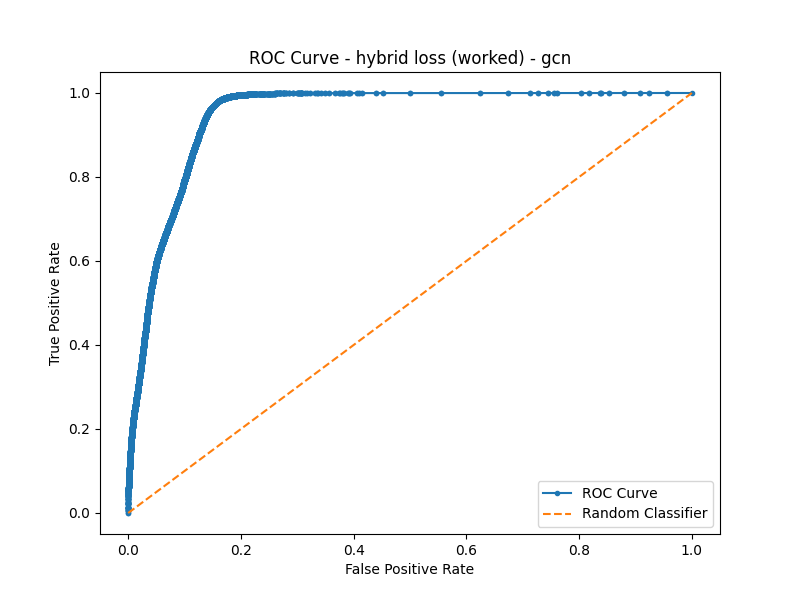 ROC Curve - hybrid loss (worked) - gcn
True Positive Rate
1.0
0.8
0.6
0.4
0.2
0.0
0.0 0.2 0.4 0.6 0.8 1.0
False Positive Rate
ROC Curve
Random Classifier